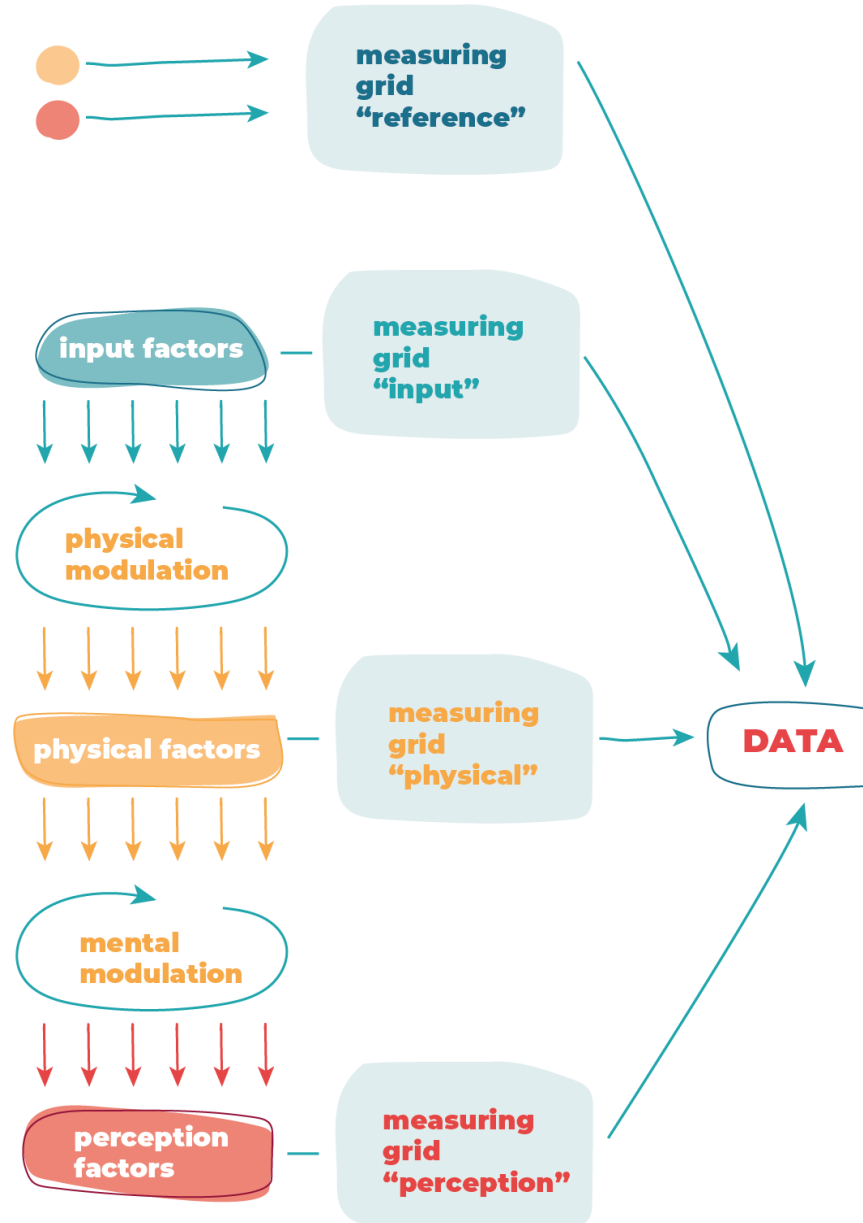 measuring
grid
“reference”
input factors
measuring
grid
“input”
physical
modulation
physical factors
measuring
grid
“physical”
DATA
mental
modulation
perception
factors
measuring
grid
“perception”